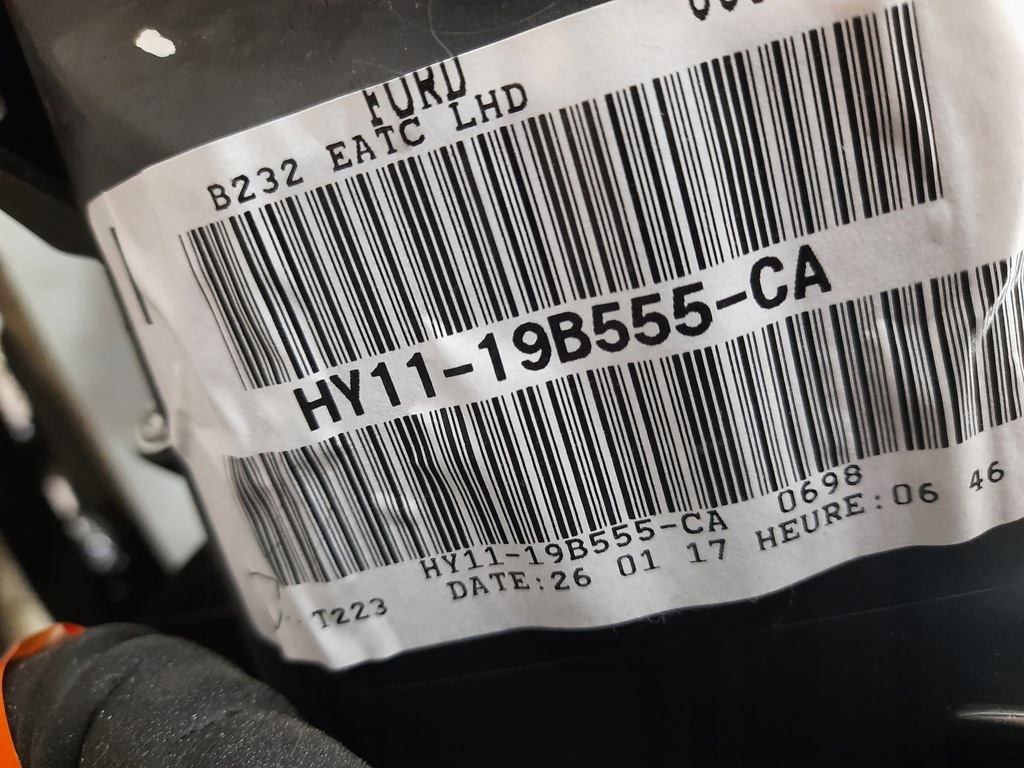 FORD
B232 EATC LHD
HY11-19B555-CA
HY11-19B555-CA 0698
T223 DATE:26 01 17 HEURE:06 46